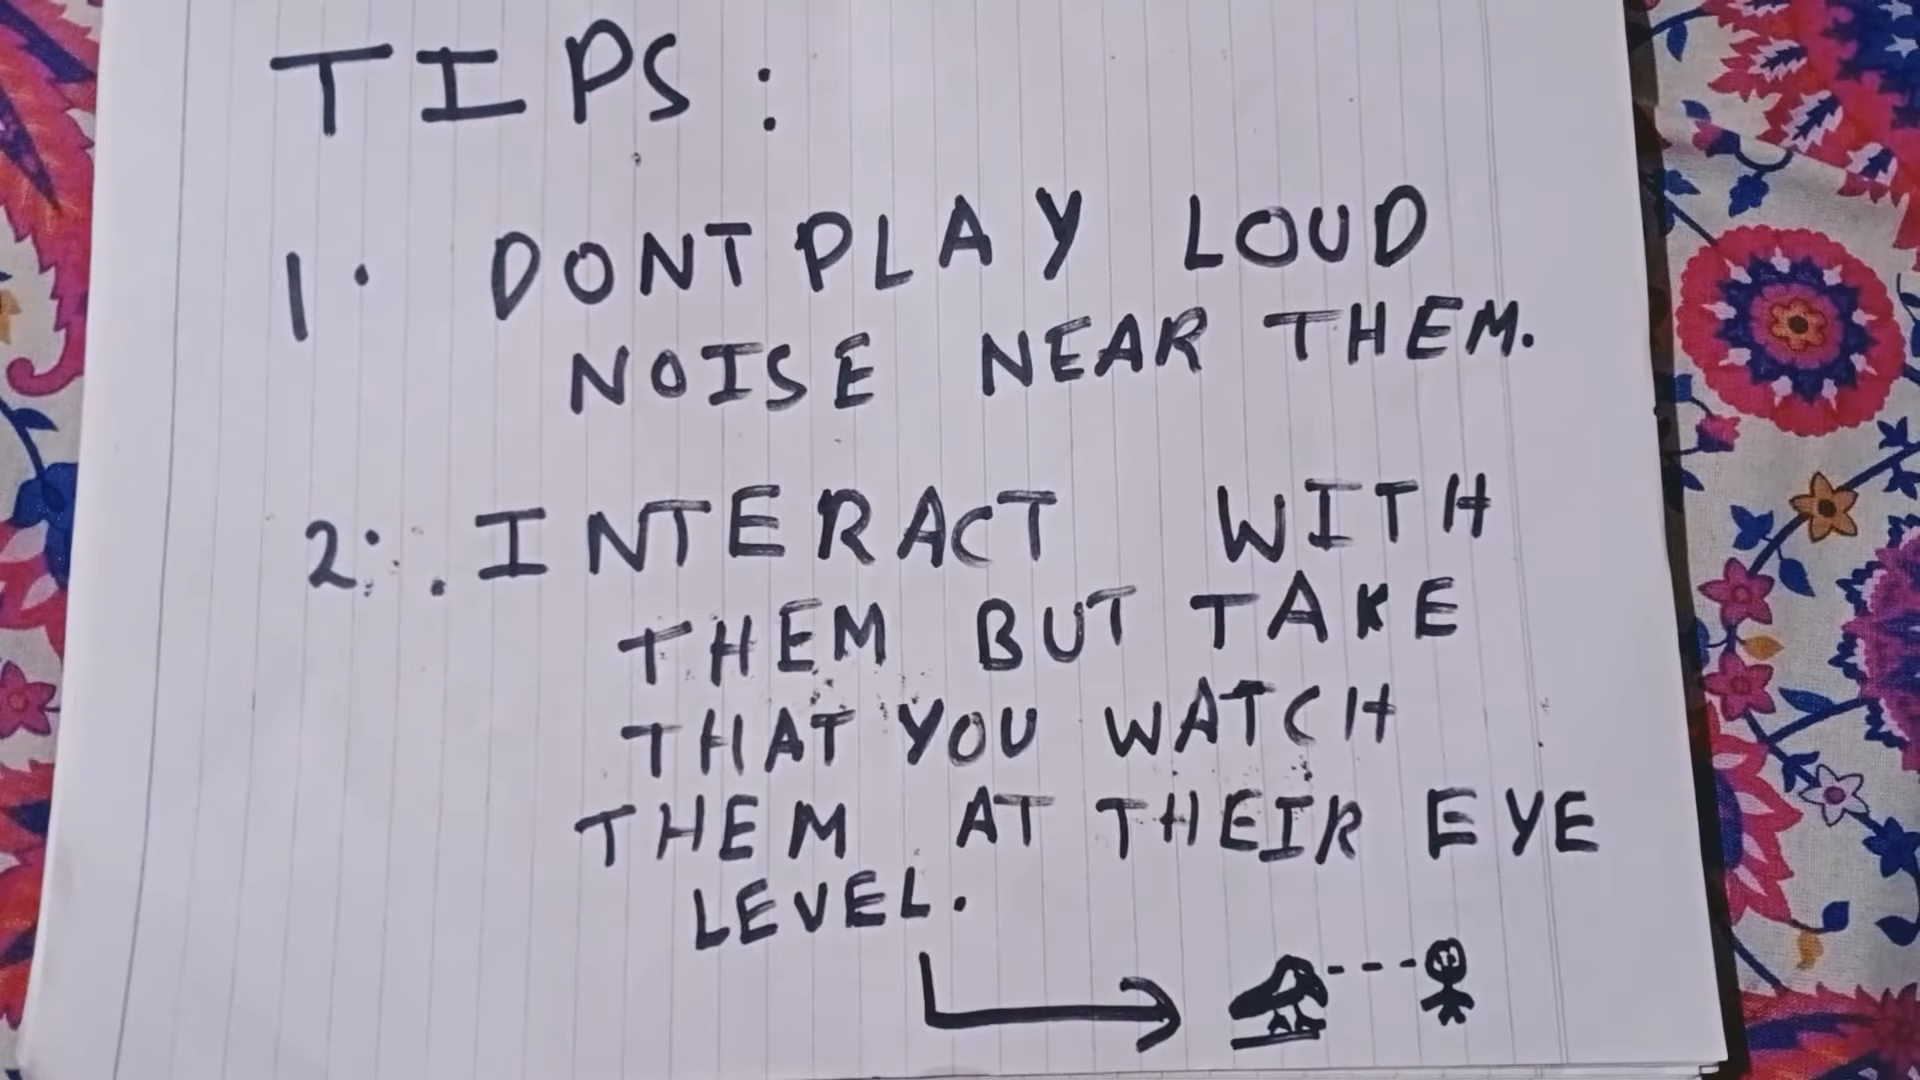 TIPS:
1. DONT PLAY LOUD
NOISE NEAR THEM.
2. INTERACT WITH
THEM BUT TAKE
THAT YOU WATCH
THEM AT THEIR EYE
LEVEL.